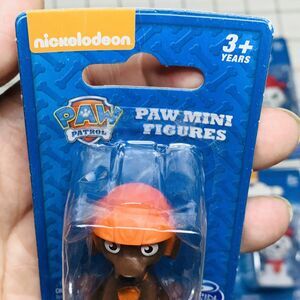 nickelodeon
3+
YEARS
PAW
PATROL
PAW MINI
FIGURES